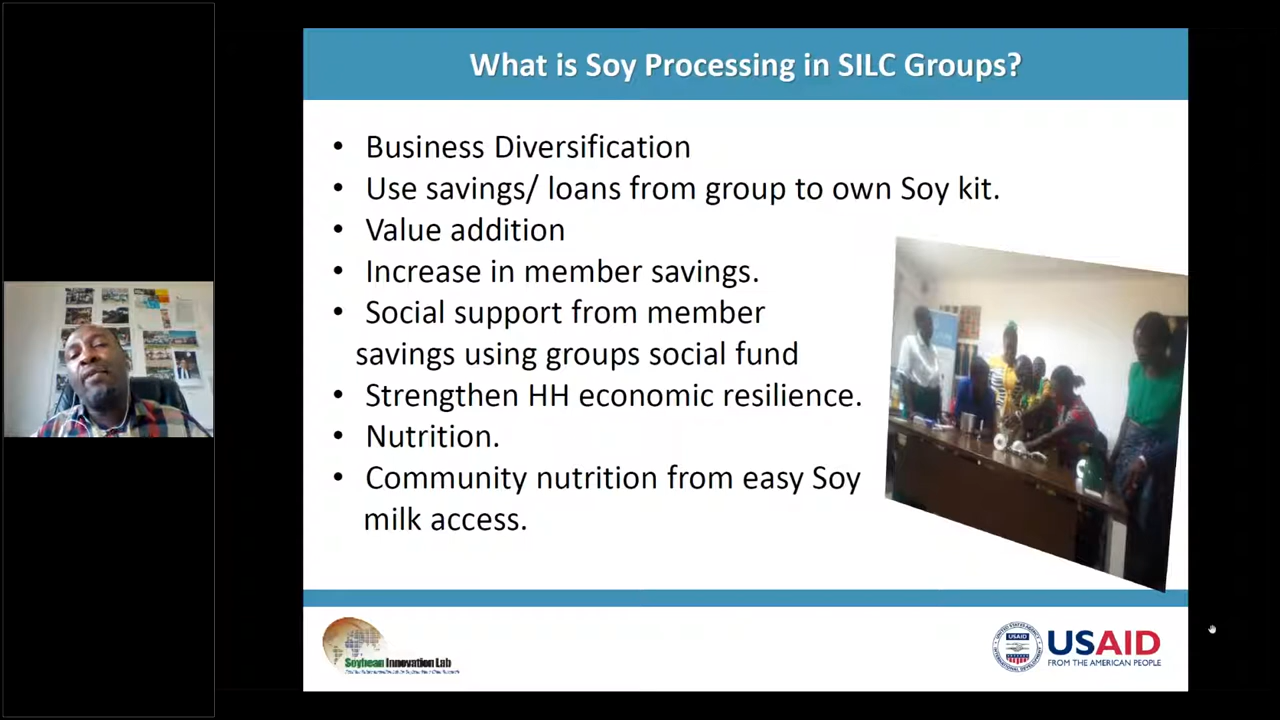 What is Soy Processing in SILC Groups?
• Business Diversification
• Use savings/ loans from group to own Soy kit.
• Value addition
• Increase in member savings.
• Social support from member
savings using groups social fund
• Strengthen HH economic resilience.
• Nutrition.
• Community nutrition from easy Soy
milk access.
Soybean Innovation Lab
USAID
USAID
FROM THE AMERICAN PEOPLE